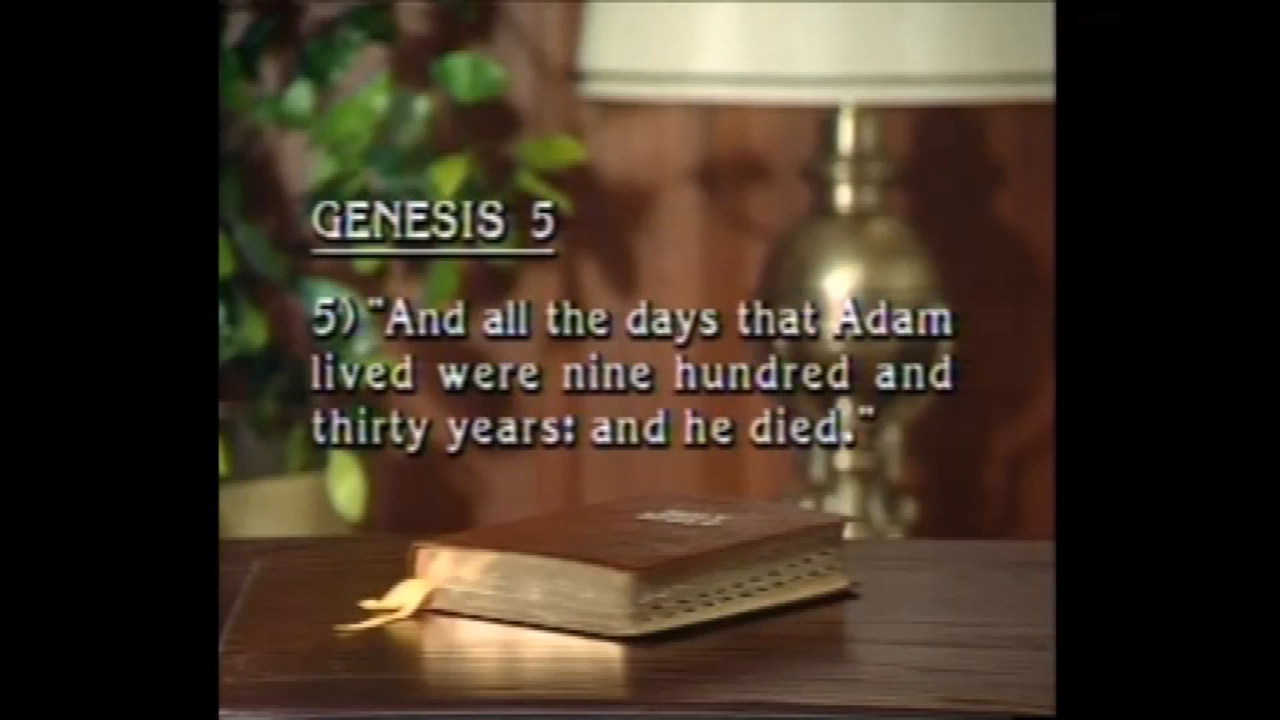 GENESIS 5
5) "And all the days that Adam
lived were nine hundred and
thirty years: and he died."